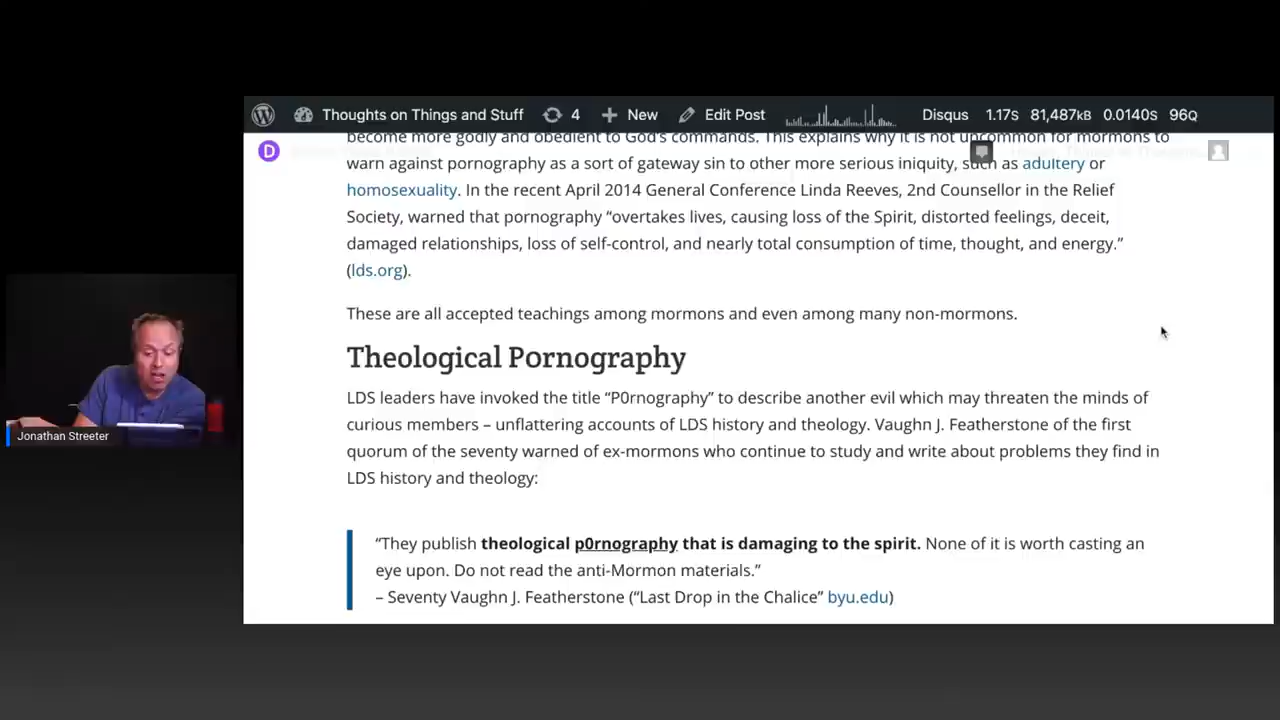 Thoughts on Things and Stuff 4 New Edit Post Disqus 1.17s 81,487kB 0.0140s 96Q
become more godly and obedient to God's commands. This explains why it is not uncommon for mormons to
D
warn against pornography as a sort of gateway sin to other more serious iniquity, such as adultery or
homosexuality. In the recent April 2014 General Conference Linda Reeves, 2nd Counsellor in the Relief
Society, warned that pornography “overtakes lives, causing loss of the Spirit, distorted feelings, deceit,
damaged relationships, loss of self-control, and nearly total consumption of time, thought, and energy.”
(lds.org).
These are all accepted teachings among mormons and even among many non-mormons.
Theological Pornography
LDS leaders have invoked the title “P0rnography” to describe another evil which may threaten the minds of
curious members – unflattering accounts of LDS history and theology. Vaughn J. Featherstone of the first
quorum of the seventy warned of ex-mormons who continue to study and write about problems they find in
LDS history and theology:
“They publish theological p0rnography that is damaging to the spirit. None of it is worth casting an
eye upon. Do not read the anti-Mormon materials.”
– Seventy Vaughn J. Featherstone (“Last Drop in the Chalice” byu.edu)
Jonathan Streeter